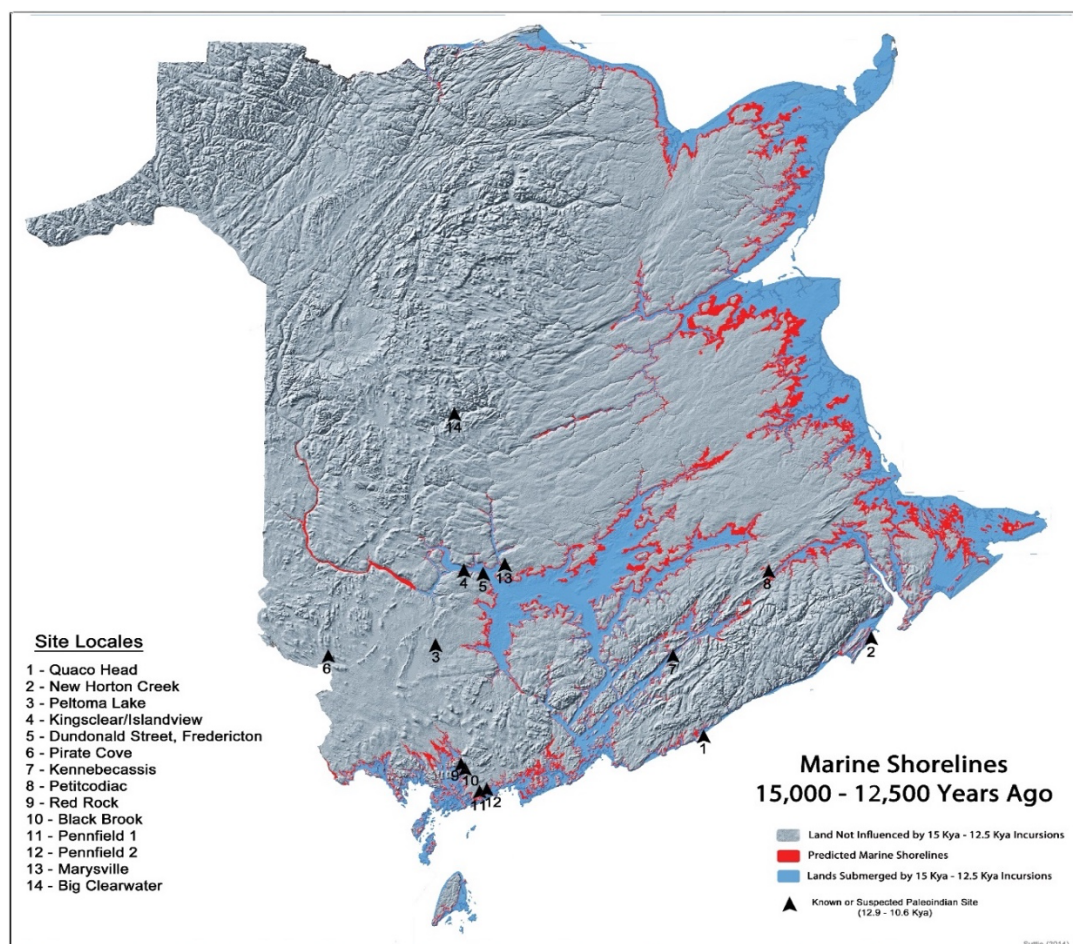 14
4
5
13
3
6
8
7
2
1
9
10
11
12
Site Locales
1 - Quaco Head
2 - New Horton Creek
3 - Peltoma Lake
4 - Kingsclear/Islandview
5 - Dundonald Street, Fredericton
6 - Pirate Cove
7 - Kennebecassis
8 - Petitcodiac
9 - Red Rock
10 - Black Brook
11 - Pennfield 1
12 - Pennfield 2
13 - Marysville
14 - Big Clearwater
Marine Shorelines
15,000 - 12,500 Years Ago
Land Not Influenced by 15 Kya - 12.5 Kya Incursions
Predicted Marine Shorelines
Lands Submerged by 15 Kya - 12.5 Kya Incursions
Known or Suspected Paleoindian Site
(12.9 - 10.6 Kya)